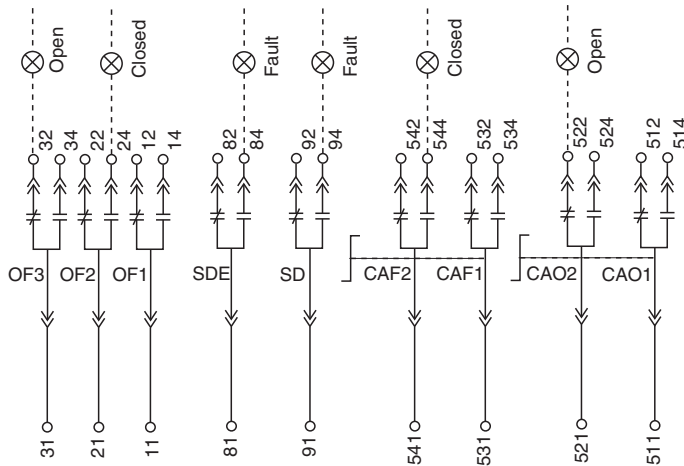 Open
Closed
Fault
Fault
Closed
Open
32
34
22
24
12
14
82
84
92
94
542
544
532
534
522
524
512
514
OF3
OF2
OF1
SDE
SD
CAF2
CAF1
CAO2
CAO1
31
21
11
81
91
541
531
521
511